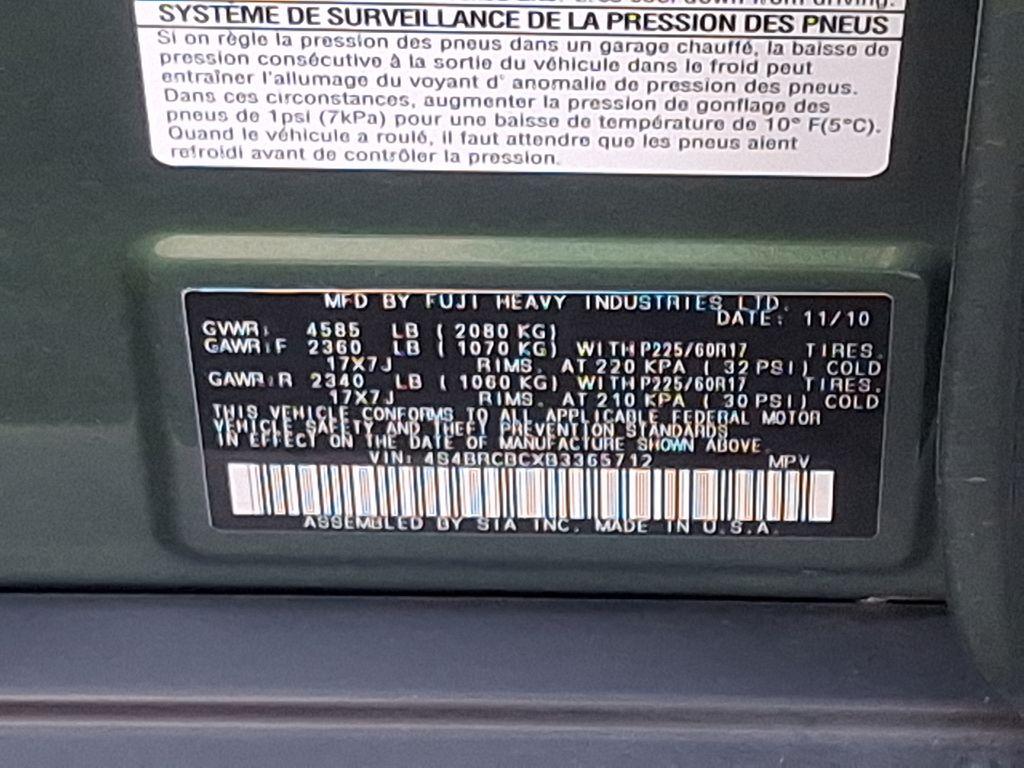 cool down from driving.
SYSTÈME DE SURVEILLANCE DE LA PRESSION DES PNEUS
Si on règle la pression des pneus dans un garage chauffé, la baisse de
pression consécutive à la sortie du véhicule dans le froid peut
entraîner l'allumage du voyant d' anomalie de pression des pneus.
Dans ces circonstances, augmenter la pression de gonflage des
pneus de 1psi (7kPa) pour une baisse de température de 10° F(5°C).
Quand le véhicule a roulé, il faut attendre que les pneus aient
refroidi avant de contrôler la pression.
MFD BY FUJI HEAVY INDUSTRIES LTD.
DATE: 11/10
GVWR: 4585 LB ( 2080 KG)
GAWR:F 2360 LB ( 1070 KG) WITH P225/60R17 TIRES.
17X7J RIMS. AT 220 KPA ( 32 PSI) COLD
GAWR:R 2340 LB ( 1060 KG) WITH P225/60R17 TIRES.
17X7J RIMS. AT 210 KPA ( 30 PSI) COLD
THIS VEHICLE CONFORMS TO ALL APPLICABLE FEDERAL MOTOR
VEHICLE SAFETY AND THEFT PREVENTION STANDARDS
IN EFFECT ON THE DATE OF MANUFACTURE SHOWN ABOVE.
VIN: 4S4BRCBCXB3365712 MPV
ASSEMBLED BY SIA INC. MADE IN U.S.A.